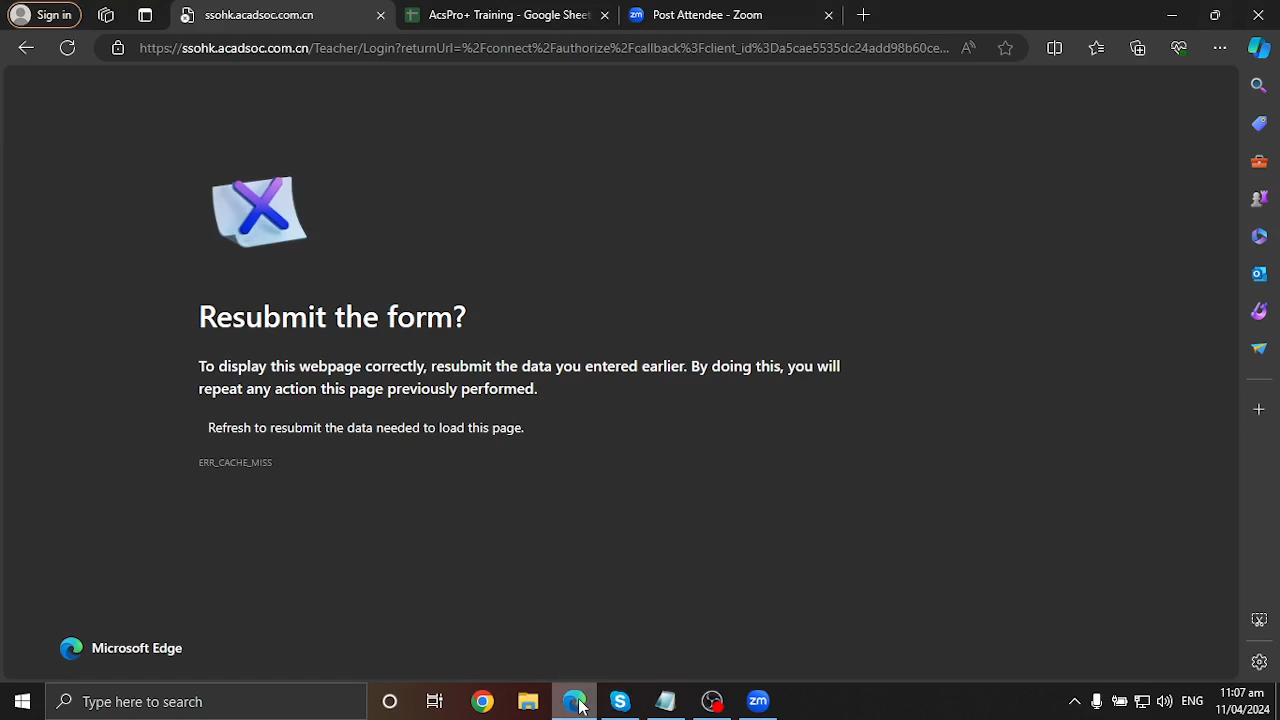 Sign in
ssohk.acadsoc.com.cn
AcsPro+ Training - Google Sheet
zm
Post Attendee - Zoom
https://ssohk.acadsoc.com.cn/Teacher/Login?returnUrl=%2Fconnect%2Fauthorize%2Fcallback%3Fclient_id%3Da5cae5535dc24add98b60ce...
Resubmit the form?
To display this webpage correctly, resubmit the data you entered earlier. By doing this, you will
repeat any action this page previously performed.
Refresh to resubmit the data needed to load this page.
ERR_CACHE_MISS
Microsoft Edge
Type here to search
zm
ENG
11:07 am
11/04/2024